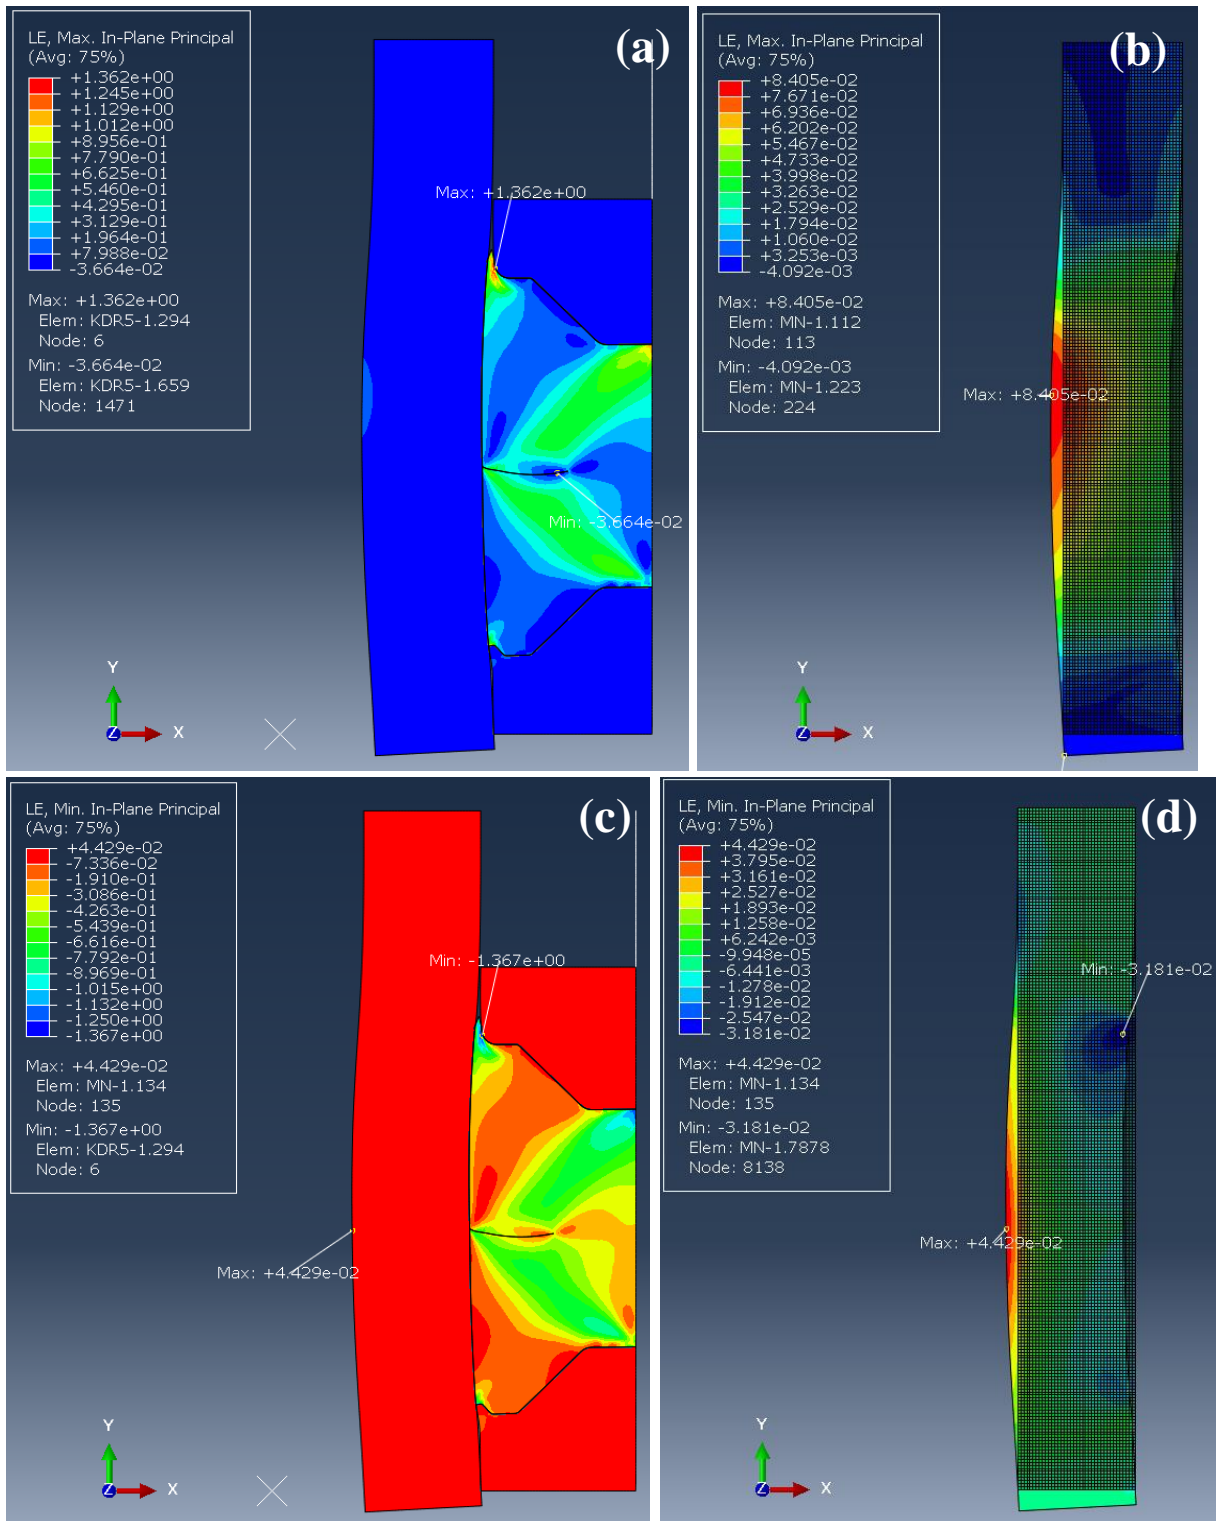 (a)
LE, Max. In-Plane Principal
(Avg: 75%)
+1.362e+00
+1.245e+00
+1.129e+00
+1.012e+00
+8.956e-01
+7.790e-01
+6.625e-01
+5.460e-01
+4.295e-01
+3.129e-01
+1.964e-01
+7.988e-02
-3.664e-02
Max: +1.362e+00
Elem: KDR5-1.294
Node: 6
Min: -3.664e-02
Elem: KDR5-1.659
Node: 1471
Max: +1.362e+00
Min: -3.664e-02
Y
Z
X
(b)
LE, Max. In-Plane Principal
(Avg: 75%)
+8.405e-02
+7.671e-02
+6.936e-02
+6.202e-02
+5.467e-02
+4.733e-02
+3.998e-02
+3.263e-02
+2.529e-02
+1.794e-02
+1.060e-02
+3.253e-03
-4.092e-03
Max: +8.405e-02
Elem: MN-1.112
Node: 113
Min: -4.092e-03
Elem: MN-1.223
Node: 224
Max: +8.405e-02
Y
Z
X
(c)
LE, Min. In-Plane Principal
(Avg: 75%)
+4.429e-02
-7.336e-02
-1.910e-01
-3.086e-01
-4.263e-01
-5.439e-01
-6.616e-01
-7.792e-01
-8.969e-01
-1.015e+00
-1.132e+00
-1.250e+00
-1.367e+00
Max: +4.429e-02
Elem: MN-1.134
Node: 135
Min: -1.367e+00
Elem: KDR5-1.294
Node: 6
Min: -1.367e+00
Max: +4.429e-02
Y
Z
X
(d)
LE, Min. In-Plane Principal
(Avg: 75%)
+4.429e-02
+3.795e-02
+3.161e-02
+2.527e-02
+1.893e-02
+1.258e-02
+6.242e-03
-9.948e-05
-6.441e-03
-1.278e-02
-1.912e-02
-2.547e-02
-3.181e-02
Max: +4.429e-02
Elem: MN-1.134
Node: 135
Min: -3.181e-02
Elem: MN-1.7878
Node: 8138
Min: -3.181e-02
Max: +4.429e-02
Y
Z
X